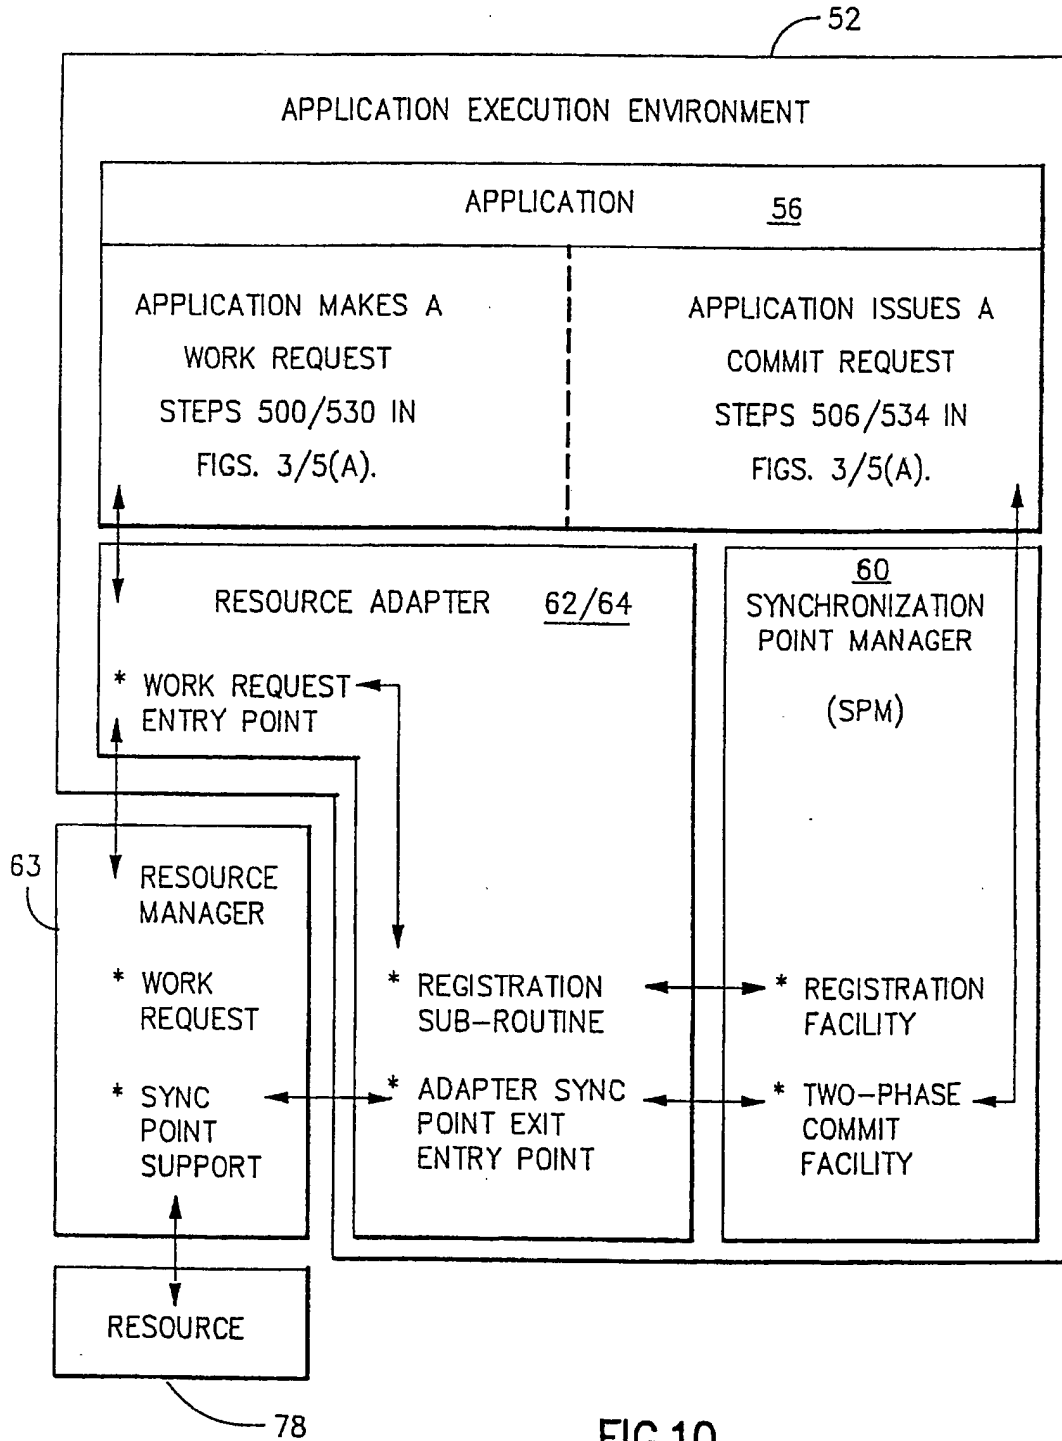 52
APPLICATION EXECUTION ENVIRONMENT
APPLICATION 56
APPLICATION MAKES A
WORK REQUEST
STEPS 500/530 IN
FIGS. 3/5(A).
APPLICATION ISSUES A
COMMIT REQUEST
STEPS 506/534 IN
FIGS. 3/5(A).
RESOURCE ADAPTER 62/64
* WORK REQUEST
ENTRY POINT
60
SYNCHRONIZATION
POINT MANAGER
(SPM)
63
RESOURCE
MANAGER
* WORK
REQUEST
* SYNC
POINT
SUPPORT
* REGISTRATION
SUB-ROUTINE
* ADAPTER SYNC
POINT EXIT
ENTRY POINT
* REGISTRATION
FACILITY
* TWO-PHASE
COMMIT
FACILITY
RESOURCE
78
FIG.10